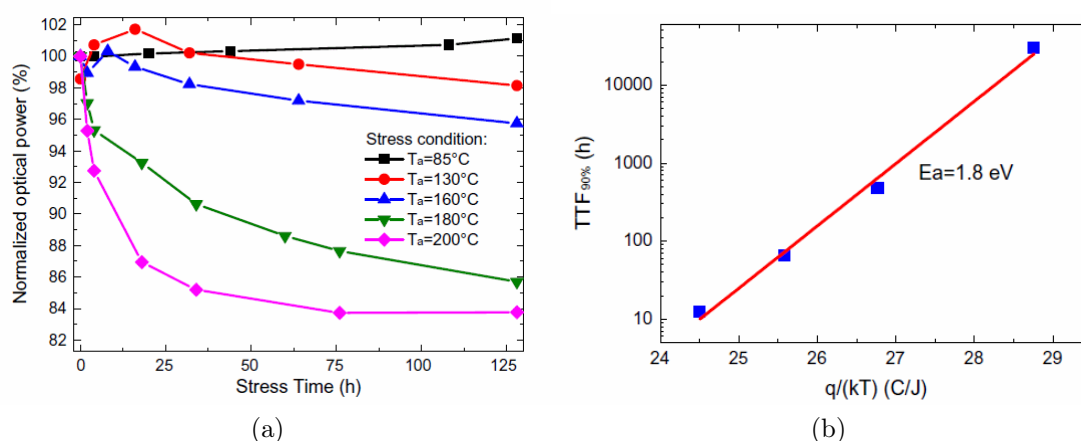 Normalized optical power (%)
102
100
98
96
94
92
90
88
86
84
82
Stress condition:
Tₐ=85°C
Tₐ=130°C
Tₐ=160°C
Tₐ=180°C
Tₐ=200°C
0 25 50 75 100 125
Stress Time (h)
(a)
TTF₉₀% (h)
10000
1000
100
10
Ea=1.8 eV
24 25 26 27 28 29
q/(kT) (C/J)
(b)